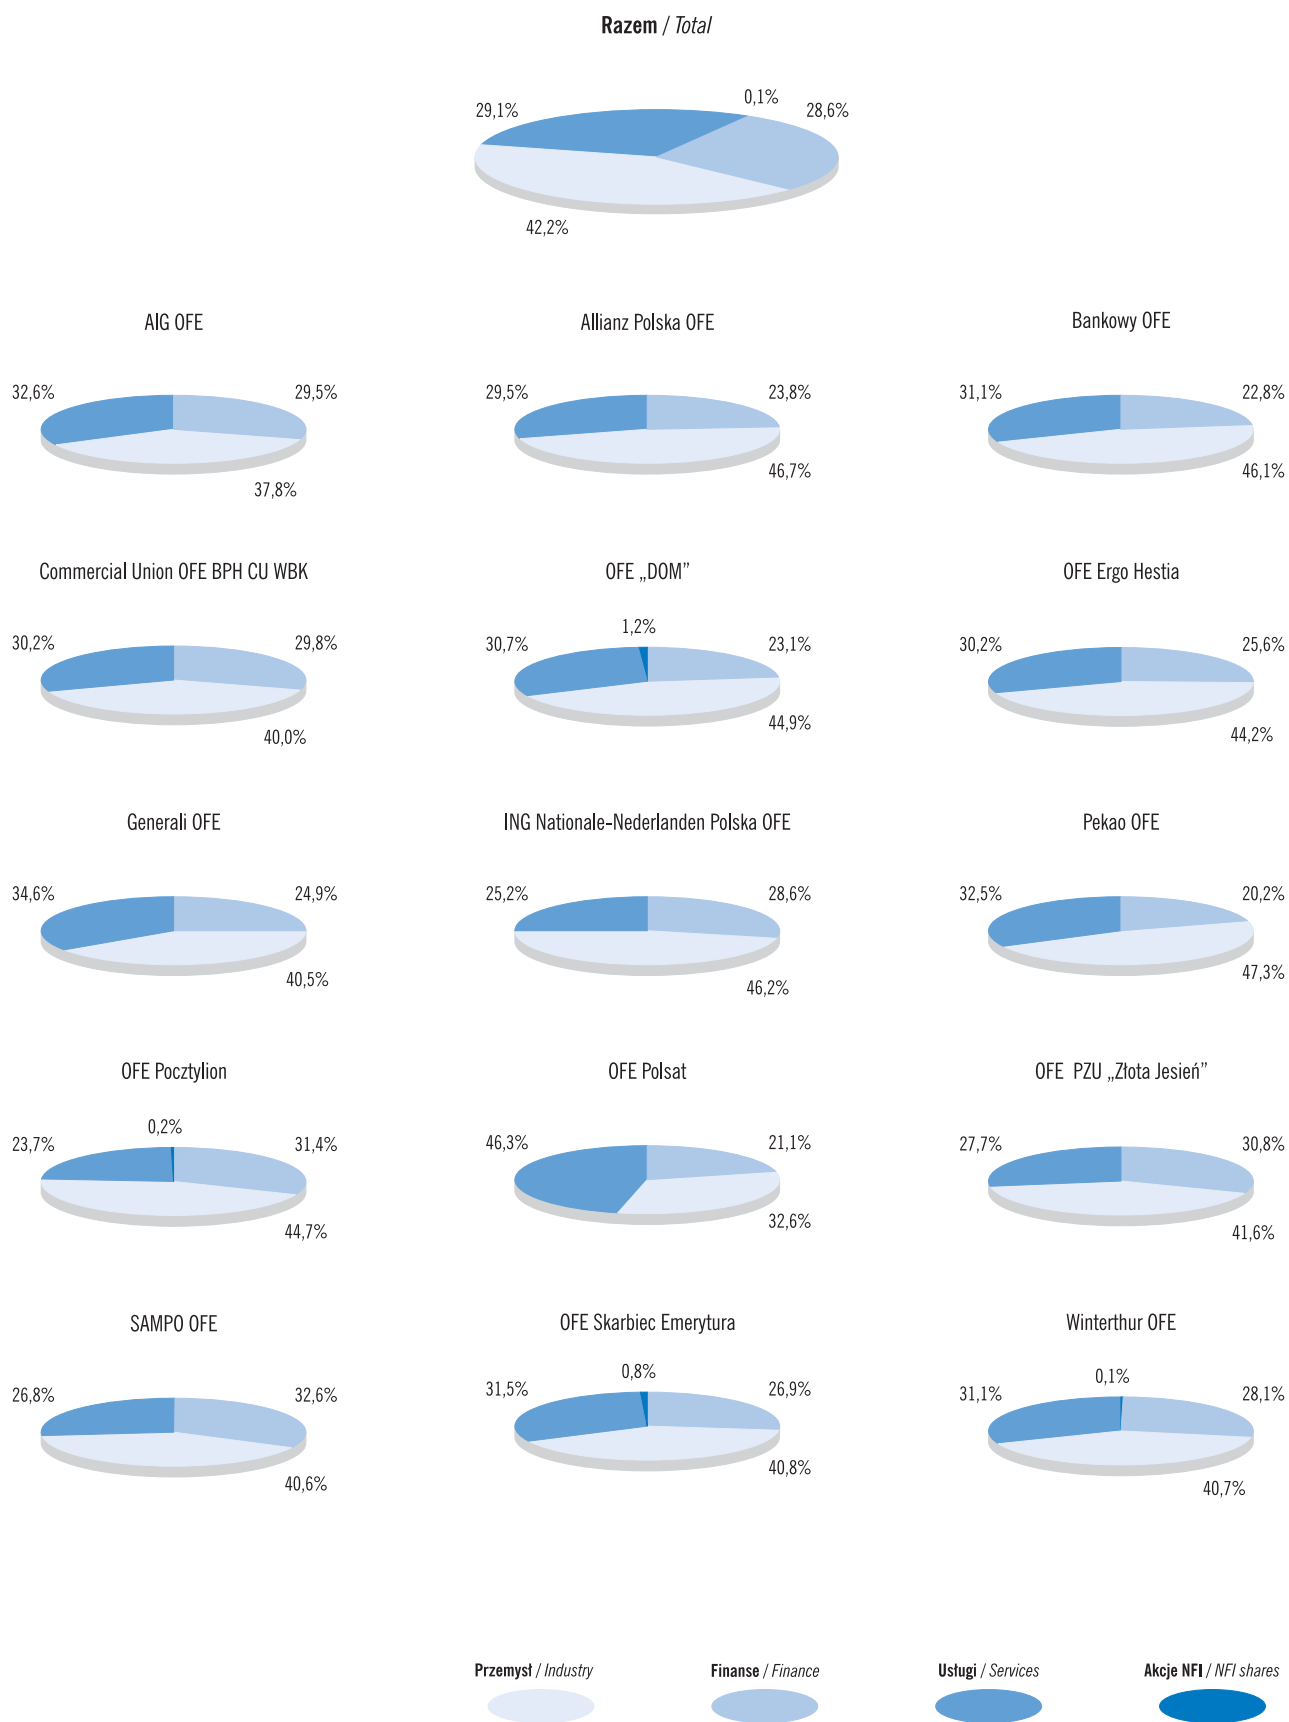 Razem / Total
29,1%
0,1%
28,6%
42,2%
AIG OFE
32,6%
29,5%
37,8%
Allianz Polska OFE
29,5%
23,8%
46,7%
Bankowy OFE
31,1%
22,8%
46,1%
Commercial Union OFE BPH CU WBK
30,2%
29,8%
40,0%
OFE „DOM”
1,2%
30,7%
23,1%
44,9%
OFE Ergo Hestia
30,2%
25,6%
44,2%
Generali OFE
34,6%
24,9%
40,5%
ING Nationale-Nederlanden Polska OFE
25,2%
28,6%
46,2%
Pekao OFE
32,5%
20,2%
47,3%
OFE Pocztylion
0,2%
23,7%
31,4%
44,7%
OFE Polsat
46,3%
21,1%
32,6%
OFE PZU „Złota Jesień”
27,7%
30,8%
41,6%
SAMPO OFE
26,8%
32,6%
40,6%
OFE Skarbiec Emerytura
0,8%
31,5%
26,9%
40,8%
Winterthur OFE
0,1%
31,1%
28,1%
40,7%
Przemysł / Industry
Finanse / Finance
Usługi / Services
Akcje NFI / NFI shares